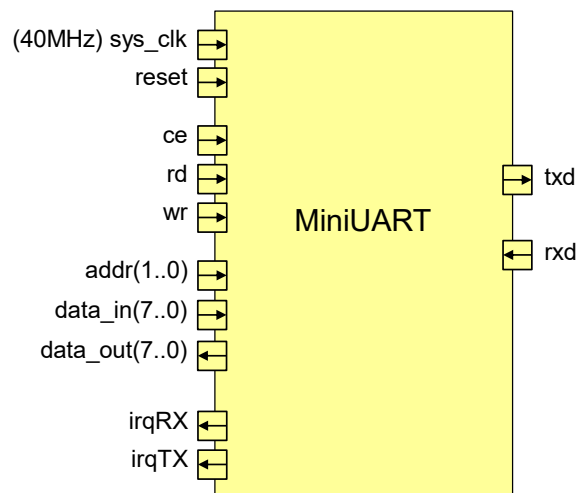 (40MHz) sys_clk
reset
ce
rd
wr
addr(1..0)
data_in(7..0)
data_out(7..0)
irqRX
irqTX
MiniUART
txd
rxd